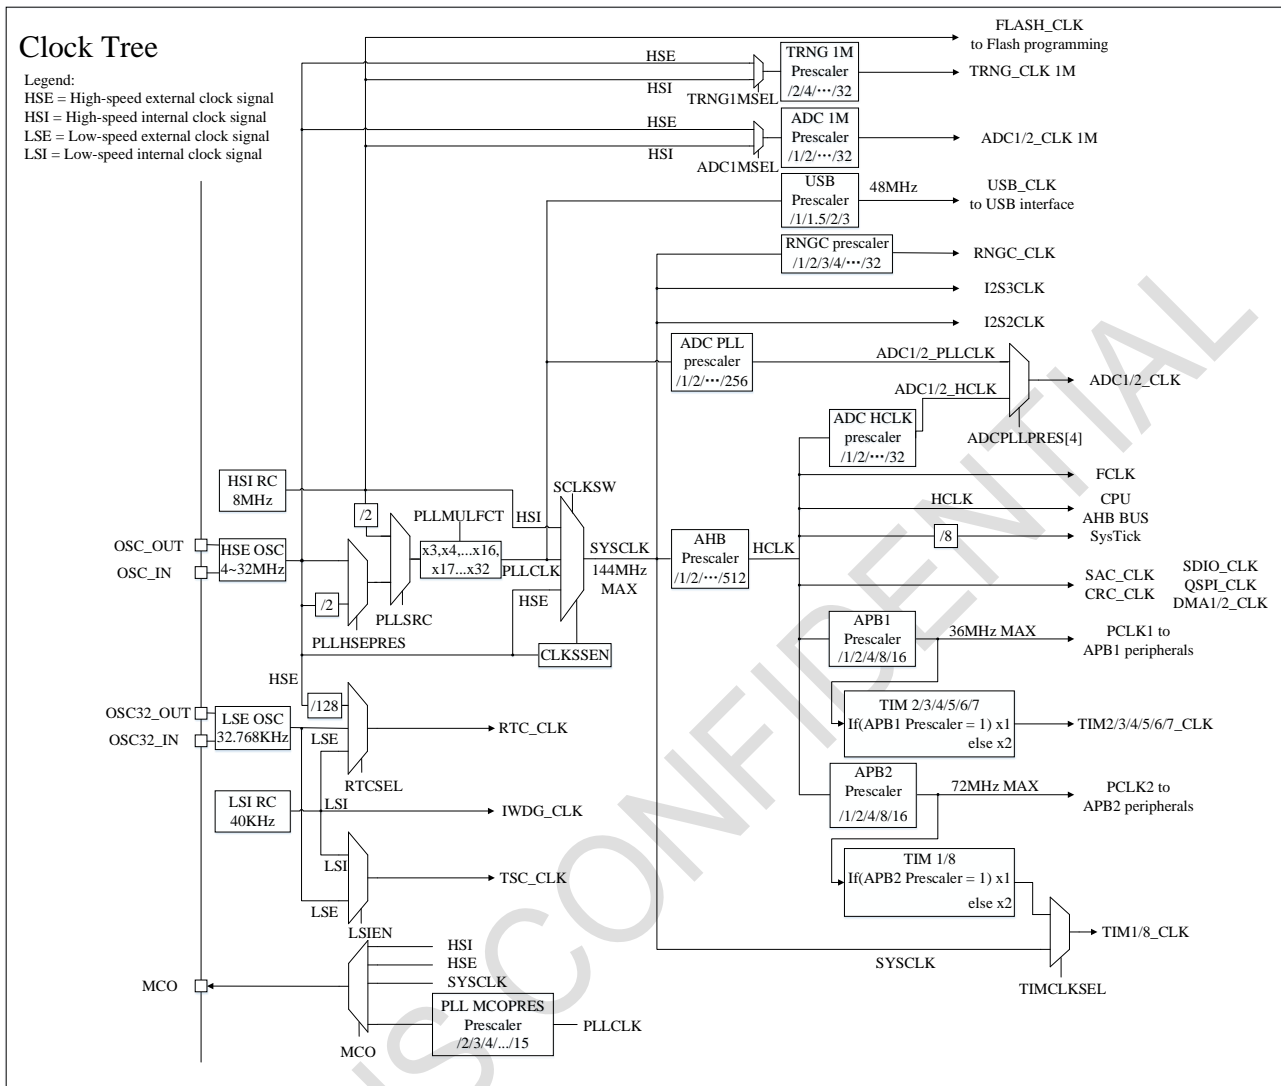 Clock Tree
Legend:
HSE = High-speed external clock signal
HSI = High-speed internal clock signal
LSE = Low-speed external clock signal
LSI = Low-speed internal clock signal
FLASH_CLK
to Flash programming
HSE
HSI
TRNG1MSEL
TRNG 1M
Prescaler
/2/4/···/32
TRNG_CLK 1M
HSE
HSI
ADC1MSEL
ADC 1M
Prescaler
/1/2/···/32
ADC1/2_CLK 1M
USB
Prescaler
/1/1.5/2/3
48MHz
USB_CLK
to USB interface
RNGC prescaler
/1/2/3/4/···/32
RNGC_CLK
I2S3CLK
I2S2CLK
ADC PLL
prescaler
/1/2/···/256
ADC1/2_PLLCLK
ADC1/2_HCLK
ADC1/2_CLK
ADCPLLPRES[4]
ADC HCLK
prescaler
/1/2/···/32
HSI RC
8MHz
/2
PLLMULFCT
HSI
SCLKSW
FCLK
HCLK
CPU
AHB BUS
/8
SysTick
OSC_OUT
OSC_IN
HSE OSC
4~32MHz
/2
PLLHSEPRES
PLLSRC
x3,x4,...x16,
x17...x32
PLLCLK
HSE
CLKSSEN
SYSCLK
144MHz
MAX
AHB
Prescaler
/1/2/···/512
HCLK
SAC_CLK
CRC_CLK
SDIO_CLK
QSPI_CLK
DMA1/2_CLK
APB1
Prescaler
/1/2/4/8/16
36MHz MAX
PCLK1 to
APB1 peripherals
HSE
/128
OSC32_OUT
OSC32_IN
LSE OSC
32.768KHz
LSE
RTC_CLK
RTCSEL
TIM 2/3/4/5/6/7
If(APB1 Prescaler = 1) x1
else x2
TIM2/3/4/5/6/7_CLK
LSI RC
40KHz
LSI
IWDG_CLK
APB2
Prescaler
/1/2/4/8/16
72MHz MAX
PCLK2 to
APB2 peripherals
LSI
LSE
TSC_CLK
LSIEN
TIM 1/8
If(APB2 Prescaler = 1) x1
else x2
TIM1/8_CLK
SYSCLK
TIMCLKSEL
MCO
HSI
HSE
SYSCLK
PLL MCOPRES
Prescaler
/2/3/4/.../15
PLLCLK
MCO
CONFIDENTIAL